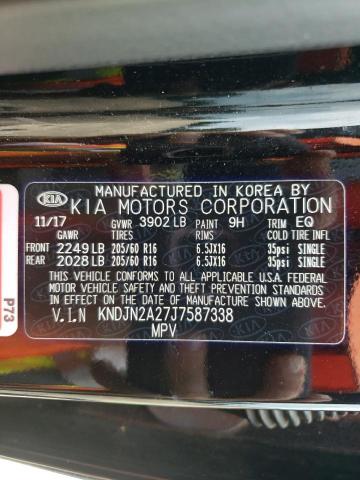 MANUFACTURED IN KOREA BY
KIA KIA MOTORS CORPORATION
11/17 GVWR 3902 LB PAINT 9H TRIM EQ
GAWR TIRES RIMS COLD TIRE INFL
FRONT 2249 LB 205/60 R16 6.5JX16 35psi SINGLE
REAR 2028 LB 205/60 R16 6.5JX16 35psi SINGLE
THIS VEHICLE CONFORMS TO ALL APPLICABLE U.S.A. FEDERAL
MOTOR VEHICLE SAFETY, BUMPER, AND THEFT PREVENTION STANDARDS
IN EFFECT ON THE DATE OF MANUFACTURE SHOWN ABOVE.
V.I.N KNDJN2A27J7587338
MPV
P73